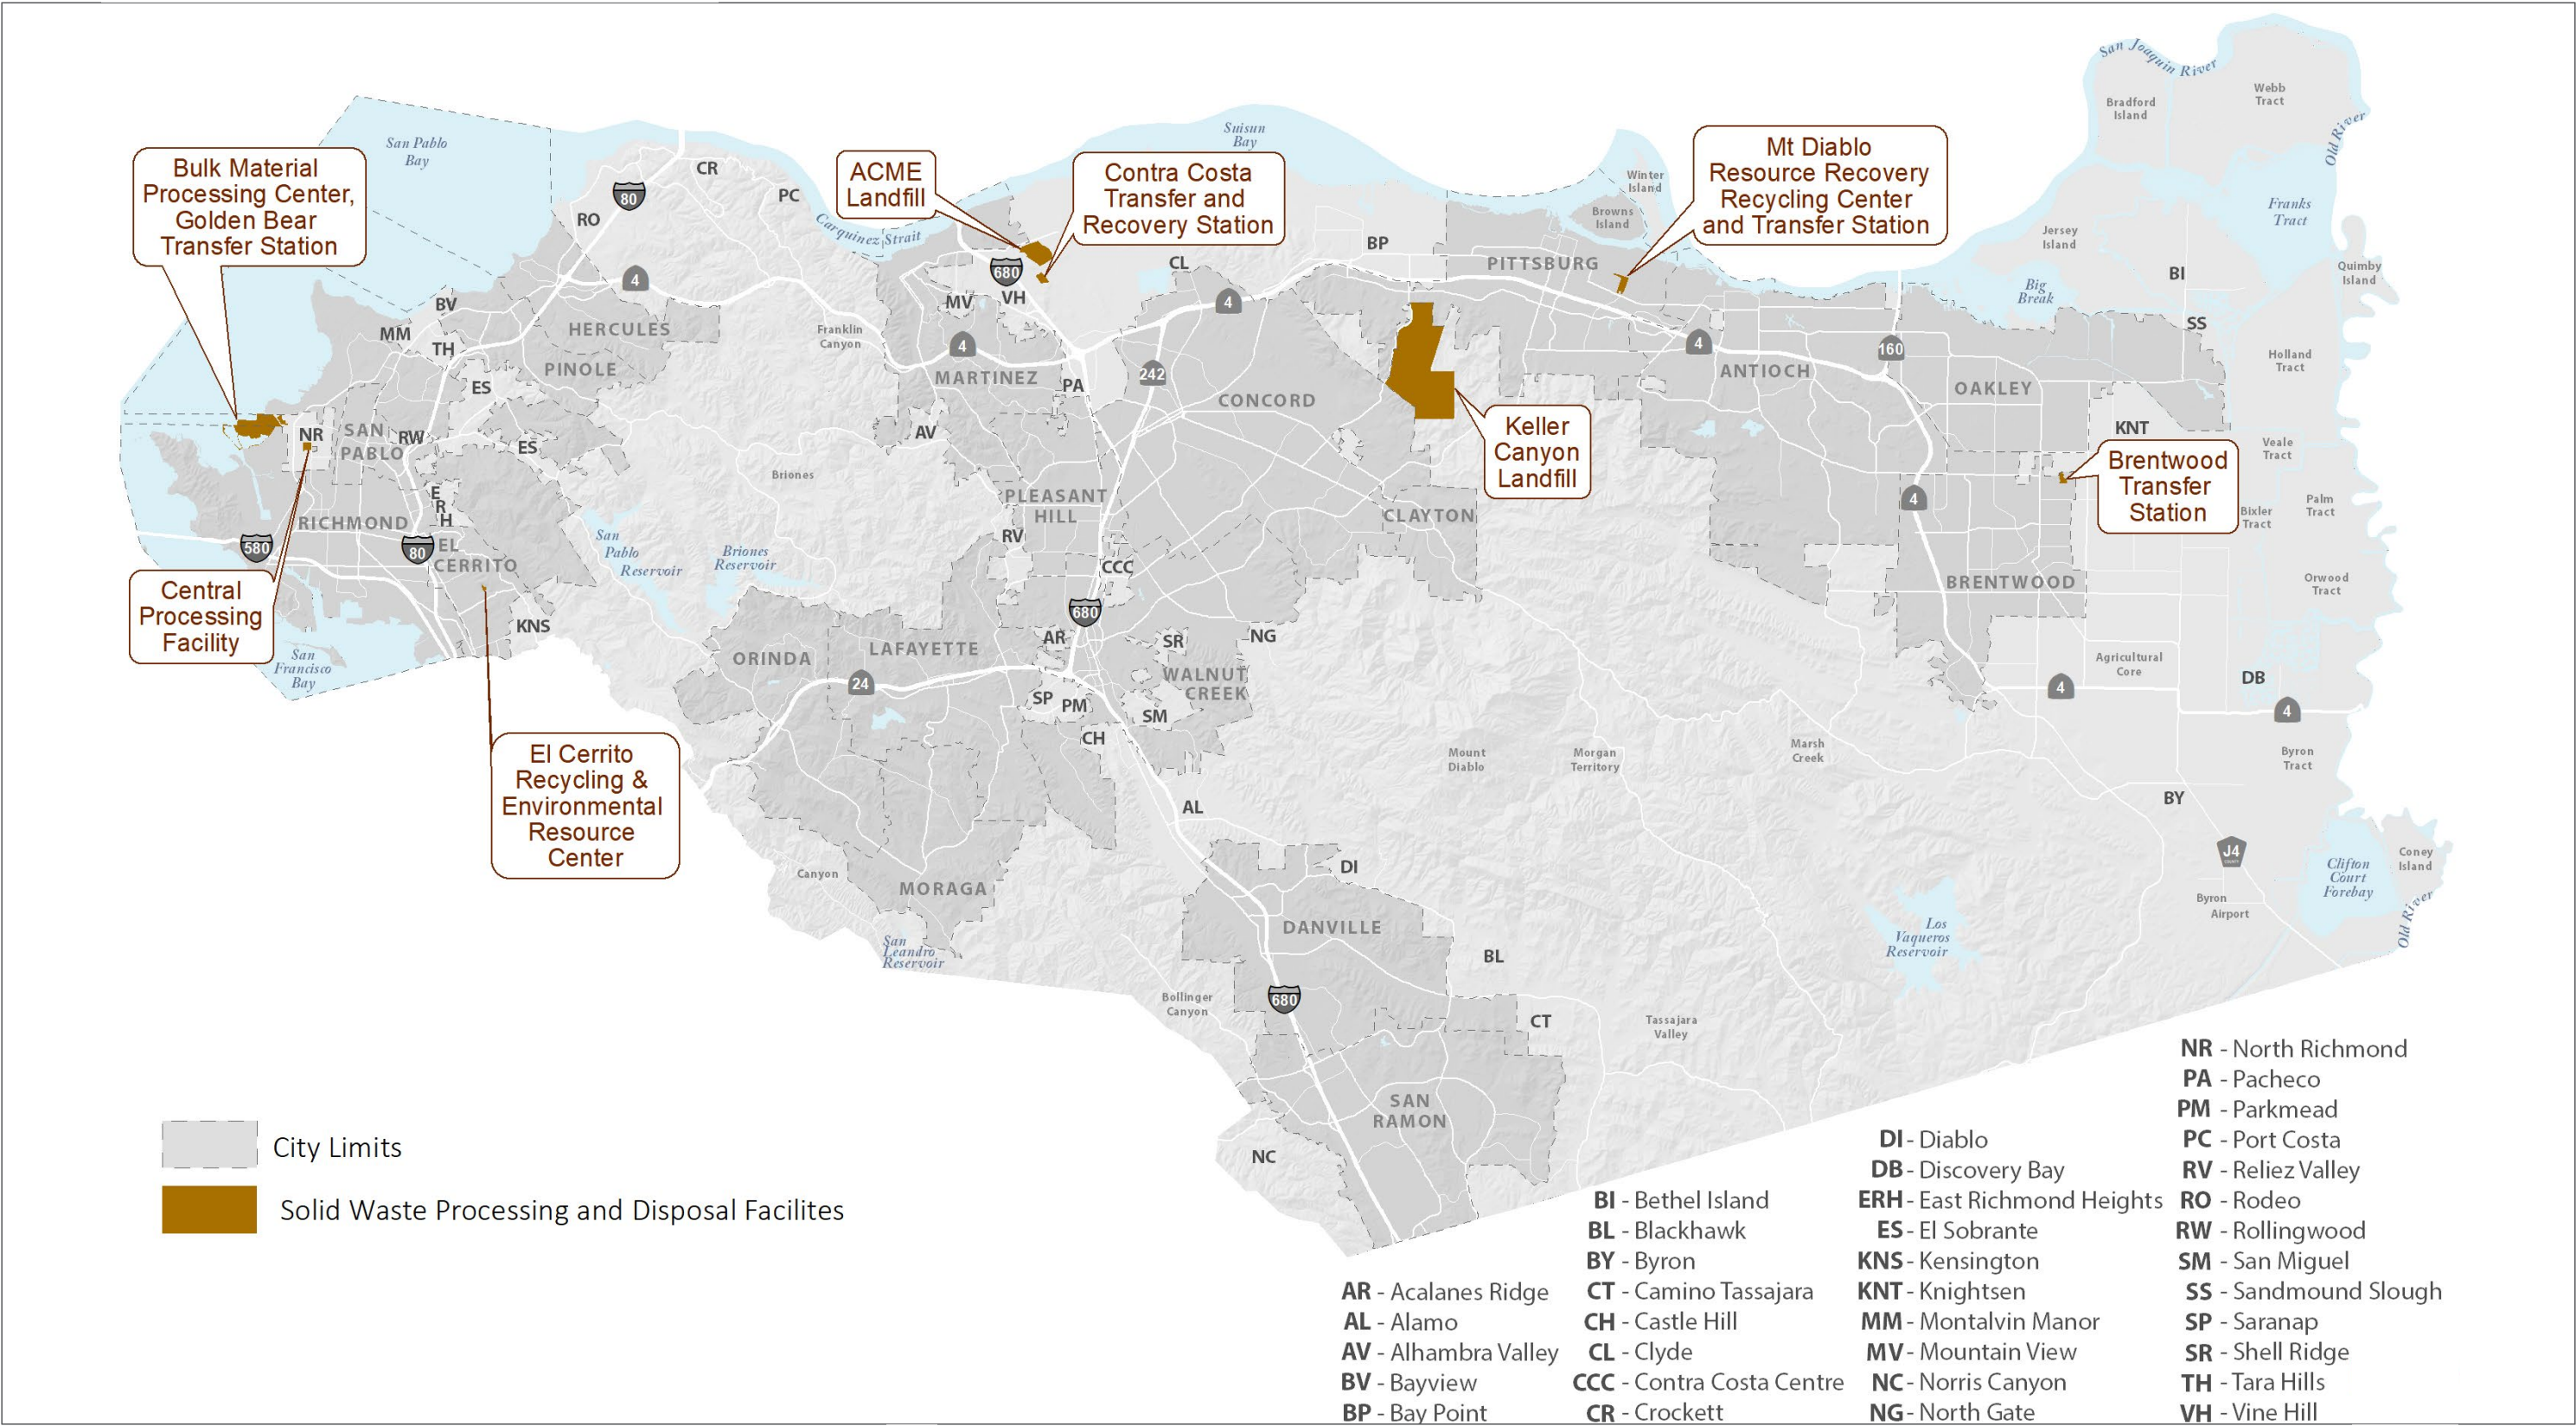 San Pablo
Bay
Bulk Material
Processing Center,
Golden Bear
Transfer Station
80
CR
PC
RO
4
Carquinez Strait
ACME
Landfill
Contra Costa
Transfer and
Recovery Station
Suisun
Bay
680
MV
VH
CL
BP
4
Winter
Island
Browns
Island
PITTSBURG
Mt Diablo
Resource Recovery
Recycling Center
and Transfer Station
San Joaquin River
Bradford
Island
Webb
Tract
Old River
Franks
Tract
Jersey
Island
Big
Break
BI
Quimby
Island
SS
Holland
Tract
BV
MM
TH
HERCULES
PINOLE
ES
Franklin
Canyon
4
MARTINEZ
PA
242
CONCORD
AV
4
ANTIOCH
160
OAKLEY
KNT
Veale
Tract
NR
SAN
PABLO
RW
ES
Briones
Keller
Canyon
Landfill
Brentwood
Transfer
Station
Palm
Tract
Bixler
Tract
E
R
H
RICHMOND
580
80
EL
CERRITO
San
Pablo
Reservoir
Briones
Reservoir
PLEASANT
HILL
RV
CCC
CLAYTON
4
BRENTWOOD
Orwood
Tract
Central
Processing
Facility
KNS
San
Francisco
Bay
680
AR
SR
NG
ORINDA
LAFAYETTE
24
WALNUT
CREEK
SP
PM
SM
CH
Agricultural
Core
DB
4
4
El Cerrito
Recycling &
Environmental
Resource
Center
Mount
Diablo
Morgan
Territory
Marsh
Creek
Byron
Tract
AL
BY
J4
COUNTY
Clifton
Court
Forebay
Coney
Island
Old River
Byron
Airport
Canyon
MORAGA
DI
DANVILLE
San
Leandro
Reservoir
BL
Los
Vaqueros
Reservoir
Bollinger
Canyon
680
CT
Tassajara
Valley
SAN
RAMON
NC
City Limits
Solid Waste Processing and Disposal Facilites
AR - Acalanes Ridge
AL - Alamo
AV - Alhambra Valley
BV - Bayview
BP - Bay Point
BI - Bethel Island
BL - Blackhawk
BY - Byron
CT - Camino Tassajara
CH - Castle Hill
CL - Clyde
CCC - Contra Costa Centre
CR - Crockett
DI - Diablo
DB - Discovery Bay
ERH - East Richmond Heights
ES - El Sobrante
KNS - Kensington
KNT - Knightsen
MM - Montalvin Manor
MV - Mountain View
NC - Norris Canyon
NG - North Gate
NR - North Richmond
PA - Pacheco
PM - Parkmead
PC - Port Costa
RV - Reliez Valley
RO - Rodeo
RW - Rollingwood
SM - San Miguel
SS - Sandmound Slough
SP - Saranap
SR - Shell Ridge
TH - Tara Hills
VH - Vine Hill